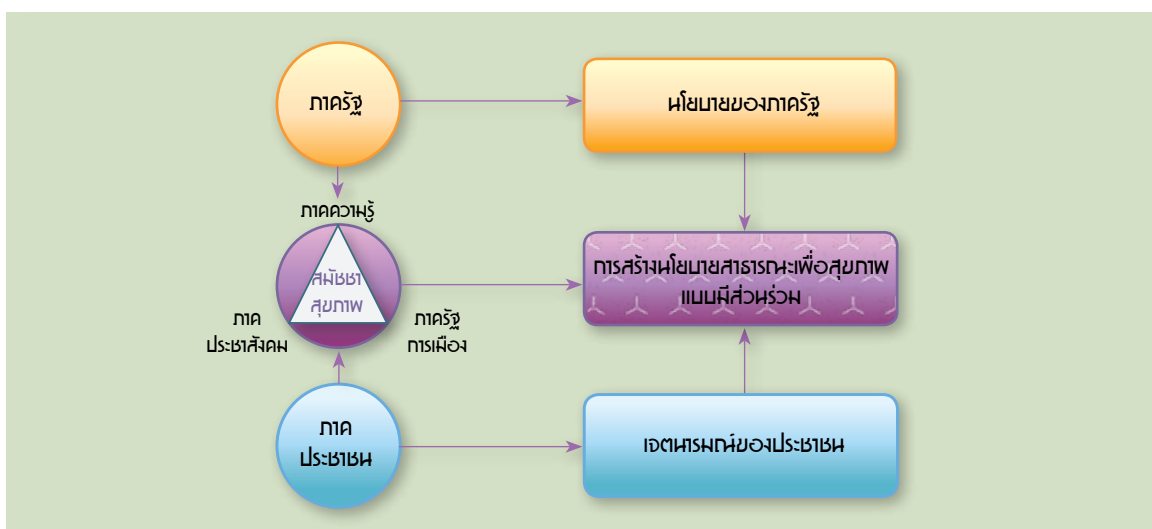 ภาครัฐ
นโยบายของภาครัฐ
ภาคความรู้
สมัชชา
สุขภาพ
ภาค
ประชาสังคม
ภาครัฐ
การเมือง
การสร้างนโยบายสาธารณะเพื่อสุขภาพ
แบบมีส่วนร่วม
ภาค
ประชาชน
เจตนารมณ์ของประชาชน